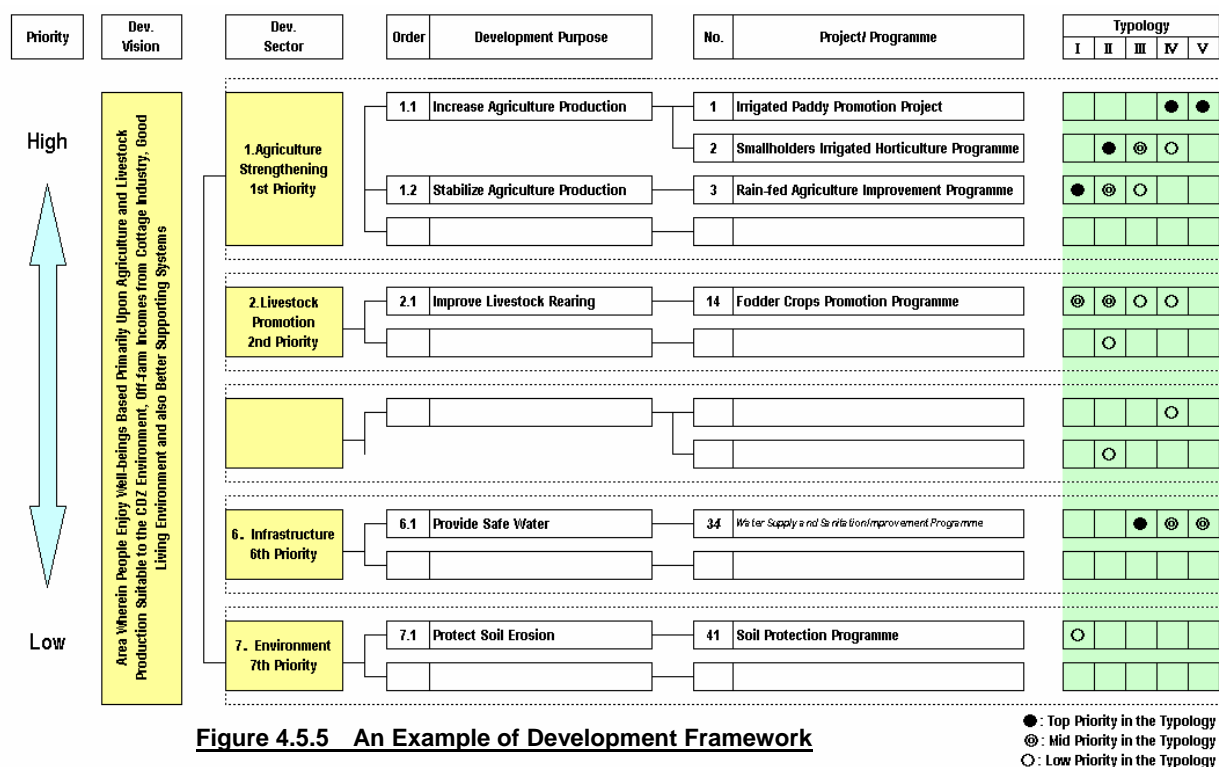 Priority
Dev.
Vision
Dev.
Sector
Order
Development Purpose
No.
Project/ Programme
Typology
I II III IV V
High
Low
Area Wherein People Enjoy Well-beings Based Primarily Upon Agriculture and Livestock
Production Suitable to the CDZ Environment, Off-farm Incomes from Cottage Industry, Good
Living Environment and also Better Supporting Systems
1.Agriculture
Strengthening
1st Priority
1.1 Increase Agriculture Production
1 Irrigated Paddy Promotion Project
2 Smallholders Irrigated Horticulture Programme
1.2 Stabilize Agriculture Production
3 Rain-fed Agriculture Improvement Programme
2.Livestock
Promotion
2nd Priority
2.1 Improve Livestock Rearing
14 Fodder Crops Promotion Programme
6. Infrastructure
6th Priority
6.1 Provide Safe Water
34 Water Supply and Sanitation Improvement Programme
7. Environment
7th Priority
7.1 Protect Soil Erosion
41 Soil Protection Programme
Figure 4.5.5 An Example of Development Framework
●: Top Priority in the Typology
◎: Mid Priority in the Typology
○: Low Priority in the Typology